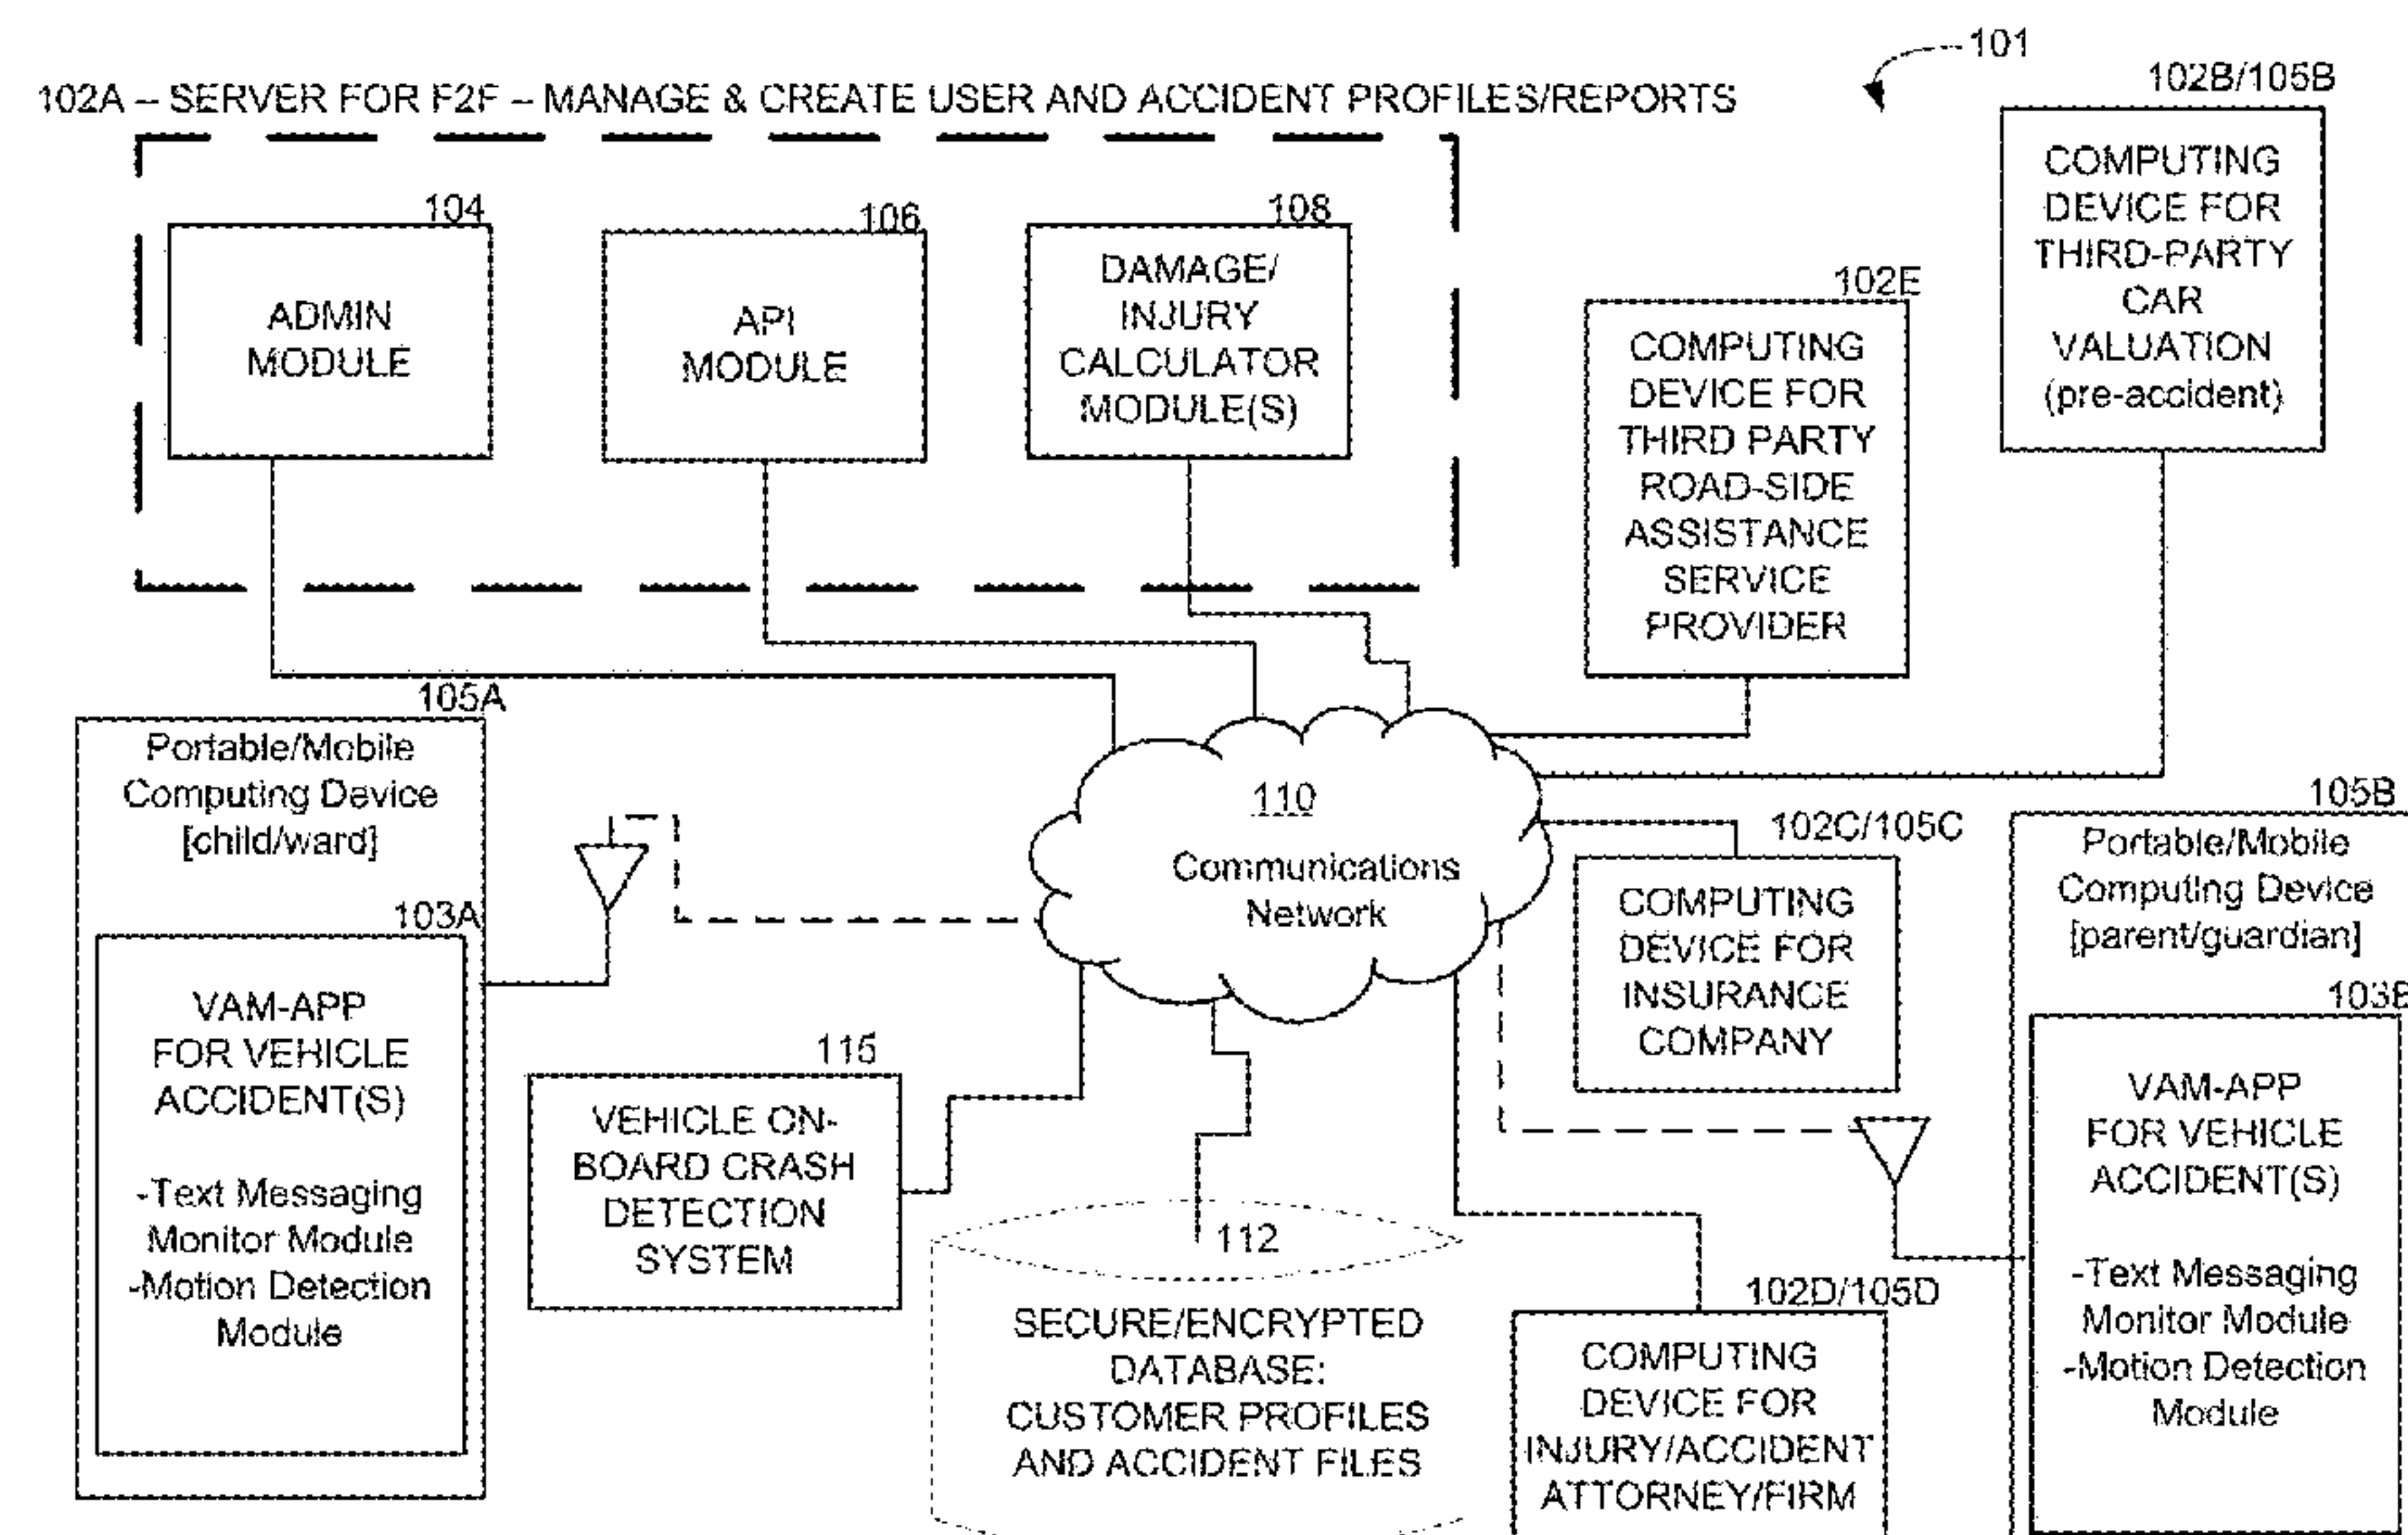 101
102A – SERVER FOR F2F – MANAGE & CREATE USER AND ACCIDENT PROFILES/REPORTS
102B/105B
COMPUTING
DEVICE FOR
THIRD-PARTY
CAR
VALUATION
(pre-accident)
104
ADMIN
MODULE
106
API
MODULE
108
DAMAGE/
INJURY
CALCULATOR
MODULE(S)
102E
COMPUTING
DEVICE FOR
THIRD PARTY
ROAD-SIDE
ASSISTANCE
SERVICE
PROVIDER
105A
Portable/Mobile
Computing Device
[child/ward]
103A
VAM-APP
FOR VEHICLE
ACCIDENT(S)
-Text Messaging
Monitor Module
-Motion Detection
Module
110
Communications
Network
102C/105C
COMPUTING
DEVICE FOR
INSURANCE
COMPANY
105B
Portable/Mobile
Computing Device
[parent/guardian]
103B
VAM-APP
FOR VEHICLE
ACCIDENT(S)
-Text Messaging
Monitor Module
-Motion Detection
Module
115
VEHICLE ON-
BOARD CRASH
DETECTION
SYSTEM
112
SECURE/ENCRYPTED
DATABASE:
CUSTOMER PROFILES
AND ACCIDENT FILES
102D/105D
COMPUTING
DEVICE FOR
INJURY/ACCIDENT
ATTORNEY/FIRM